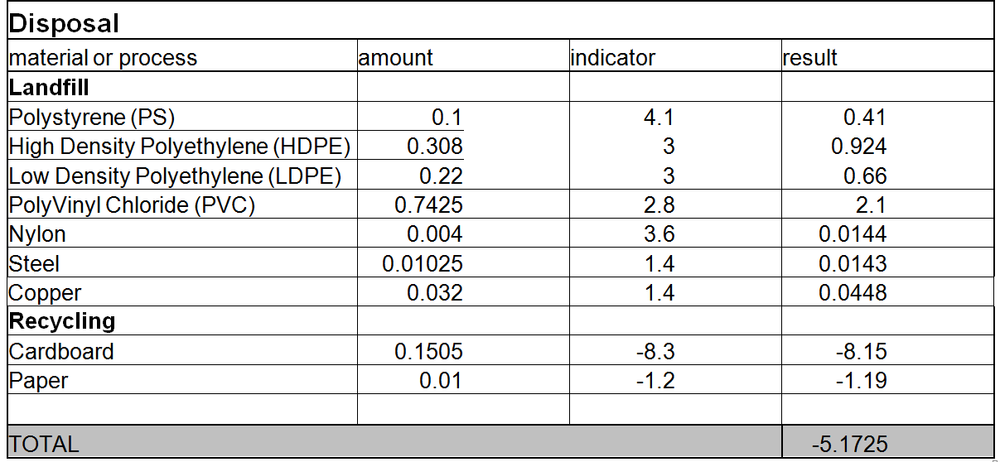 Disposal
material or process amount indicator result
Landfill
Polystyrene (PS) 0.1 4.1 0.41
High Density Polyethylene (HDPE) 0.308 3 0.924
Low Density Polyethylene (LDPE) 0.22 3 0.66
PolyVinyl Chloride (PVC) 0.7425 2.8 2.1
Nylon 0.004 3.6 0.0144
Steel 0.01025 1.4 0.0143
Copper 0.032 1.4 0.0448
Recycling
Cardboard 0.1505 -8.3 -8.15
Paper 0.01 -1.2 -1.19
TOTAL -5.1725